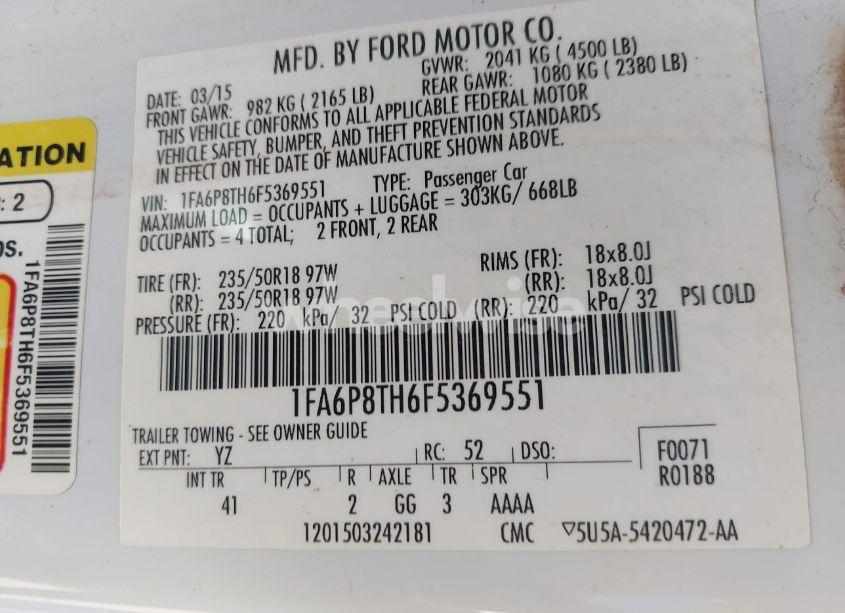 MFD. BY FORD MOTOR CO.
DATE: 03/15 GVWR: 2041 KG ( 4500 LB)
FRONT GAWR: 982 KG ( 2165 LB) REAR GAWR: 1080 KG ( 2380 LB)
THIS VEHICLE CONFORMS TO ALL APPLICABLE FEDERAL MOTOR
VEHICLE SAFETY, BUMPER, AND THEFT PREVENTION STANDARDS
IN EFFECT ON THE DATE OF MANUFACTURE SHOWN ABOVE.
VIN: 1FA6P8TH6F5369551 TYPE: Passenger Car
MAXIMUM LOAD = OCCUPANTS + LUGGAGE = 303KG/ 668LB
OCCUPANTS = 4 TOTAL; 2 FRONT, 2 REAR
TIRE (FR): 235/50R18 97W RIMS (FR): 18x8.0J
(RR): 235/50R18 97W (RR): 18x8.0J
PRESSURE (FR): 220 kPa/ 32 PSI COLD (RR): 220 kPa/ 32 PSI COLD
1FA6P8TH6F5369551
TRAILER TOWING - SEE OWNER GUIDE
EXT PNT: YZ RC: 52 DSO: F0071
R0188
INT TR TP/PS R AXLE TR SPR
41 2 GG 3 AAAA
1201503242181 CMC ▽5U5A-5420472-AA
ATION
: 2
OS.
1FA6P8TH6F5369551
wheelwise